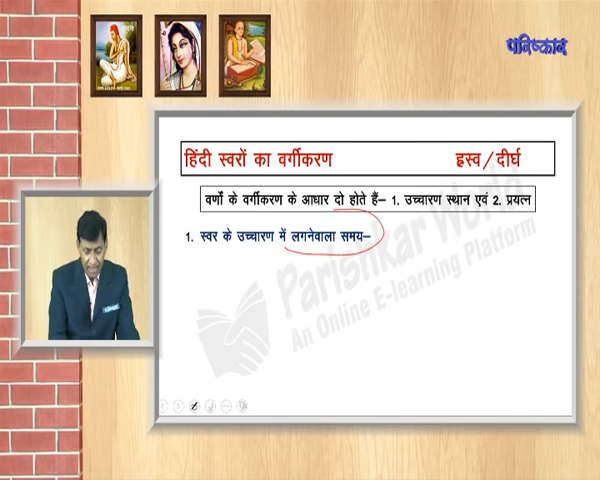 परिष्कार
हिंदी स्वरों का वर्गीकरण ह्रस्व/दीर्घ
वर्णों के वर्गीकरण के आधार दो होते हैं– 1. उच्चारण स्थान एवं 2. प्रयत्न
1. स्वर के उच्चारण में लगनेवाला समय–
Parishkar World
An Online E-learning Platform